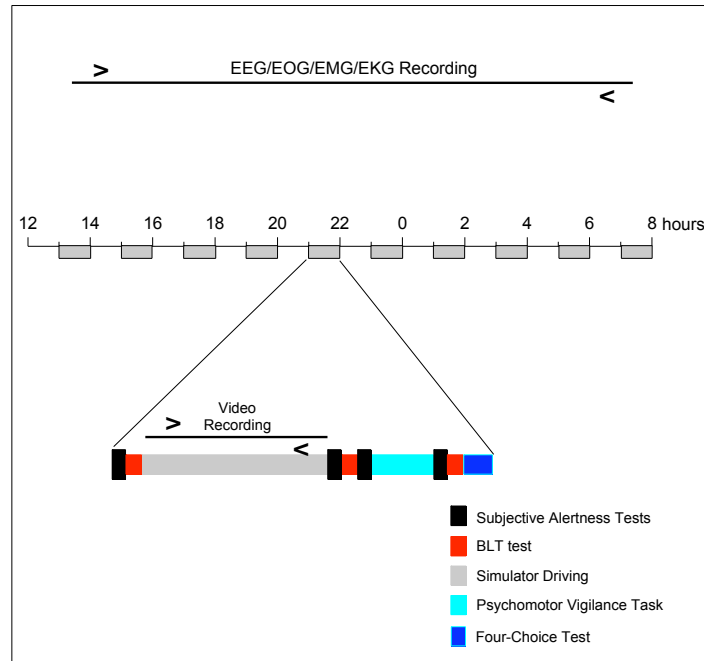 EEG/EOG/EMG/EKG Recording
>
<
12 14 16 18 20 22 0 2 4 6 8 hours
Video
Recording
>
<
Subjective Alertness Tests
BLT test
Simulator Driving
Psychomotor Vigilance Task
Four-Choice Test